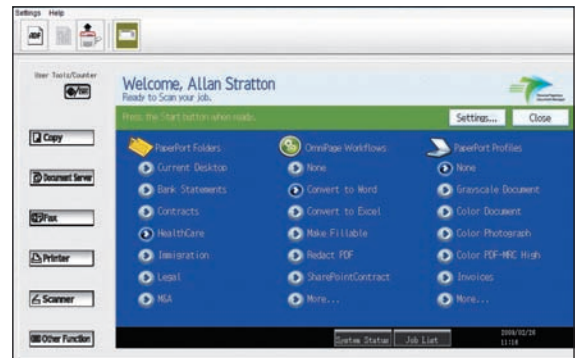 Settings Help
User Tools/Counter
Welcome, Allan Stratton
Ready to Scan your job.
Press the Start button when ready.
Settings... Close
Copy
Document Server
Fax
Printer
Scanner
Other Function
PaperPort Folders
Current Desktop
Bank Statements
Contracts
HealthCare
Immigration
Legal
M&A
OmniPage Workflows
None
Convert to Word
Convert to Excel
Make Fillable
Redact PDF
SharePointContract
More...
PaperPort Profiles
None
Grayscale Document
Color Document
Color Photograph
Color PDF-MRC High
Invoices
More...
System Status Job List
11:18